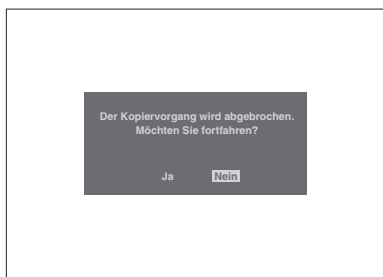 Der Kopiervorgang wird abgebrochen.
Möchten Sie fortfahren?
Ja Nein